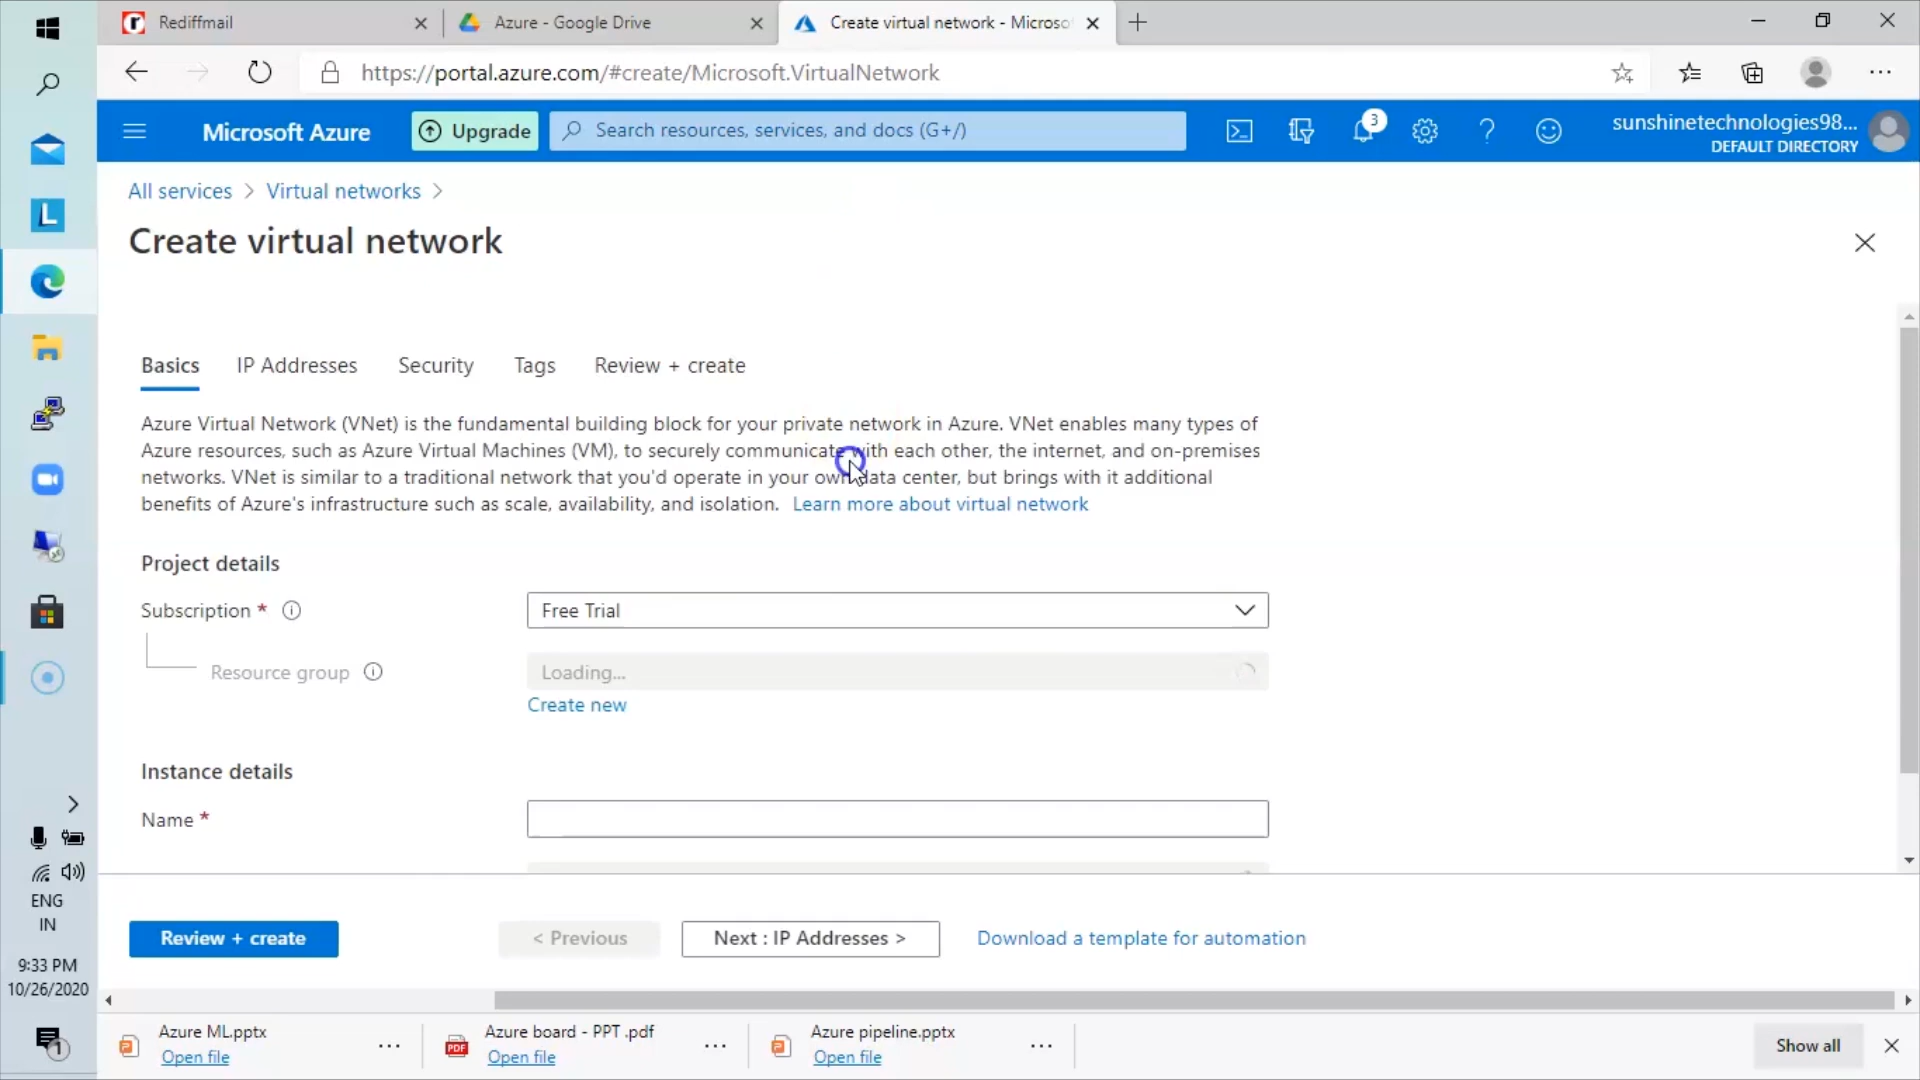 Rediffmail
Azure - Google Drive
Create virtual network - Microso
https://portal.azure.com/#create/Microsoft.VirtualNetwork
Microsoft Azure
Upgrade
Search resources, services, and docs (G+/)
3
sunshinetechnologies98...
DEFAULT DIRECTORY
All services > Virtual networks >
Create virtual network
Basics
IP Addresses
Security
Tags
Review + create
Azure Virtual Network (VNet) is the fundamental building block for your private network in Azure. VNet enables many types of
Azure resources, such as Azure Virtual Machines (VM), to securely communicate with each other, the internet, and on-premises
networks. VNet is similar to a traditional network that you'd operate in your own data center, but brings with it additional
benefits of Azure's infrastructure such as scale, availability, and isolation. Learn more about virtual network
Project details
Subscription *
Free Trial
Resource group
Loading...
Create new
Instance details
Name *
Review + create
< Previous
Next : IP Addresses >
Download a template for automation
ENG
IN
9:33 PM
10/26/2020
1
Azure ML.pptx
Open file
Azure board - PPT .pdf
Open file
Azure pipeline.pptx
Open file
Show all
L
PDF